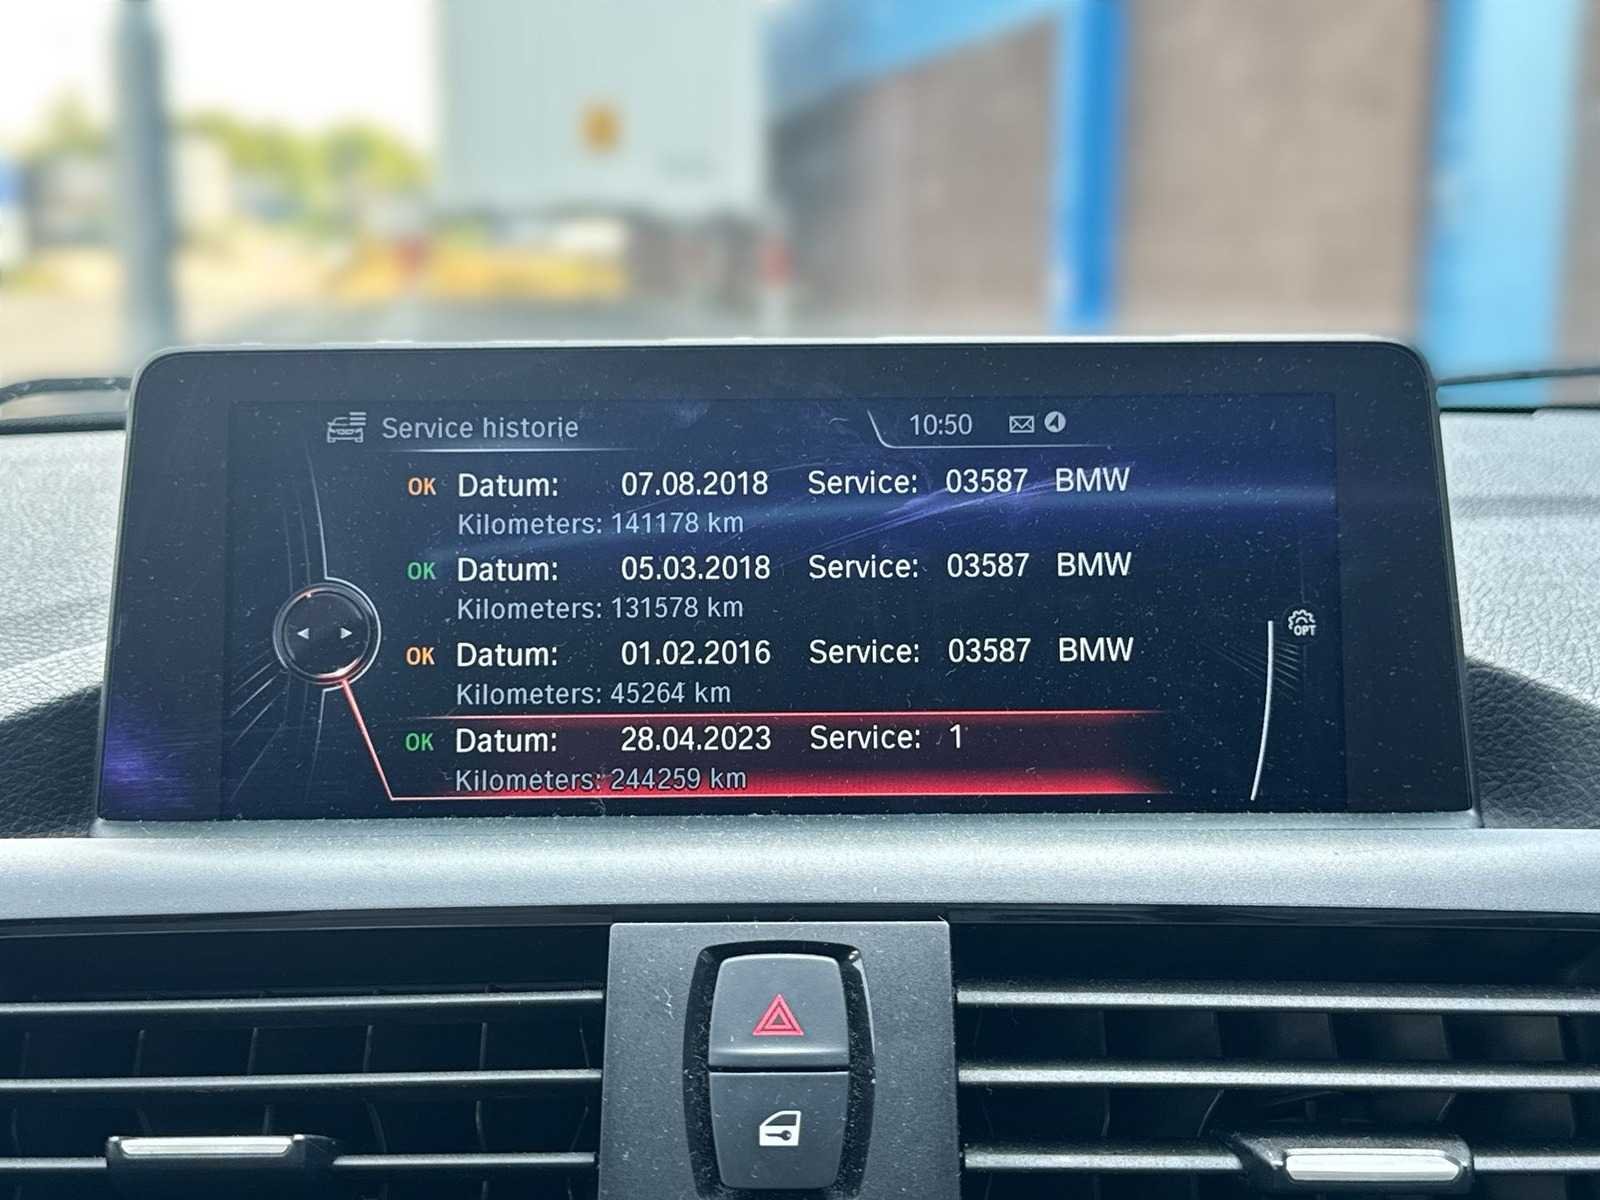 Service historie 10:50
OK Datum: 07.08.2018 Service: 03587 BMW
Kilometers: 141178 km
OK Datum: 05.03.2018 Service: 03587 BMW
Kilometers: 131578 km
OPT
OK Datum: 01.02.2016 Service: 03587 BMW
Kilometers: 45264 km
OK Datum: 28.04.2023 Service: 1
Kilometers: 244259 km